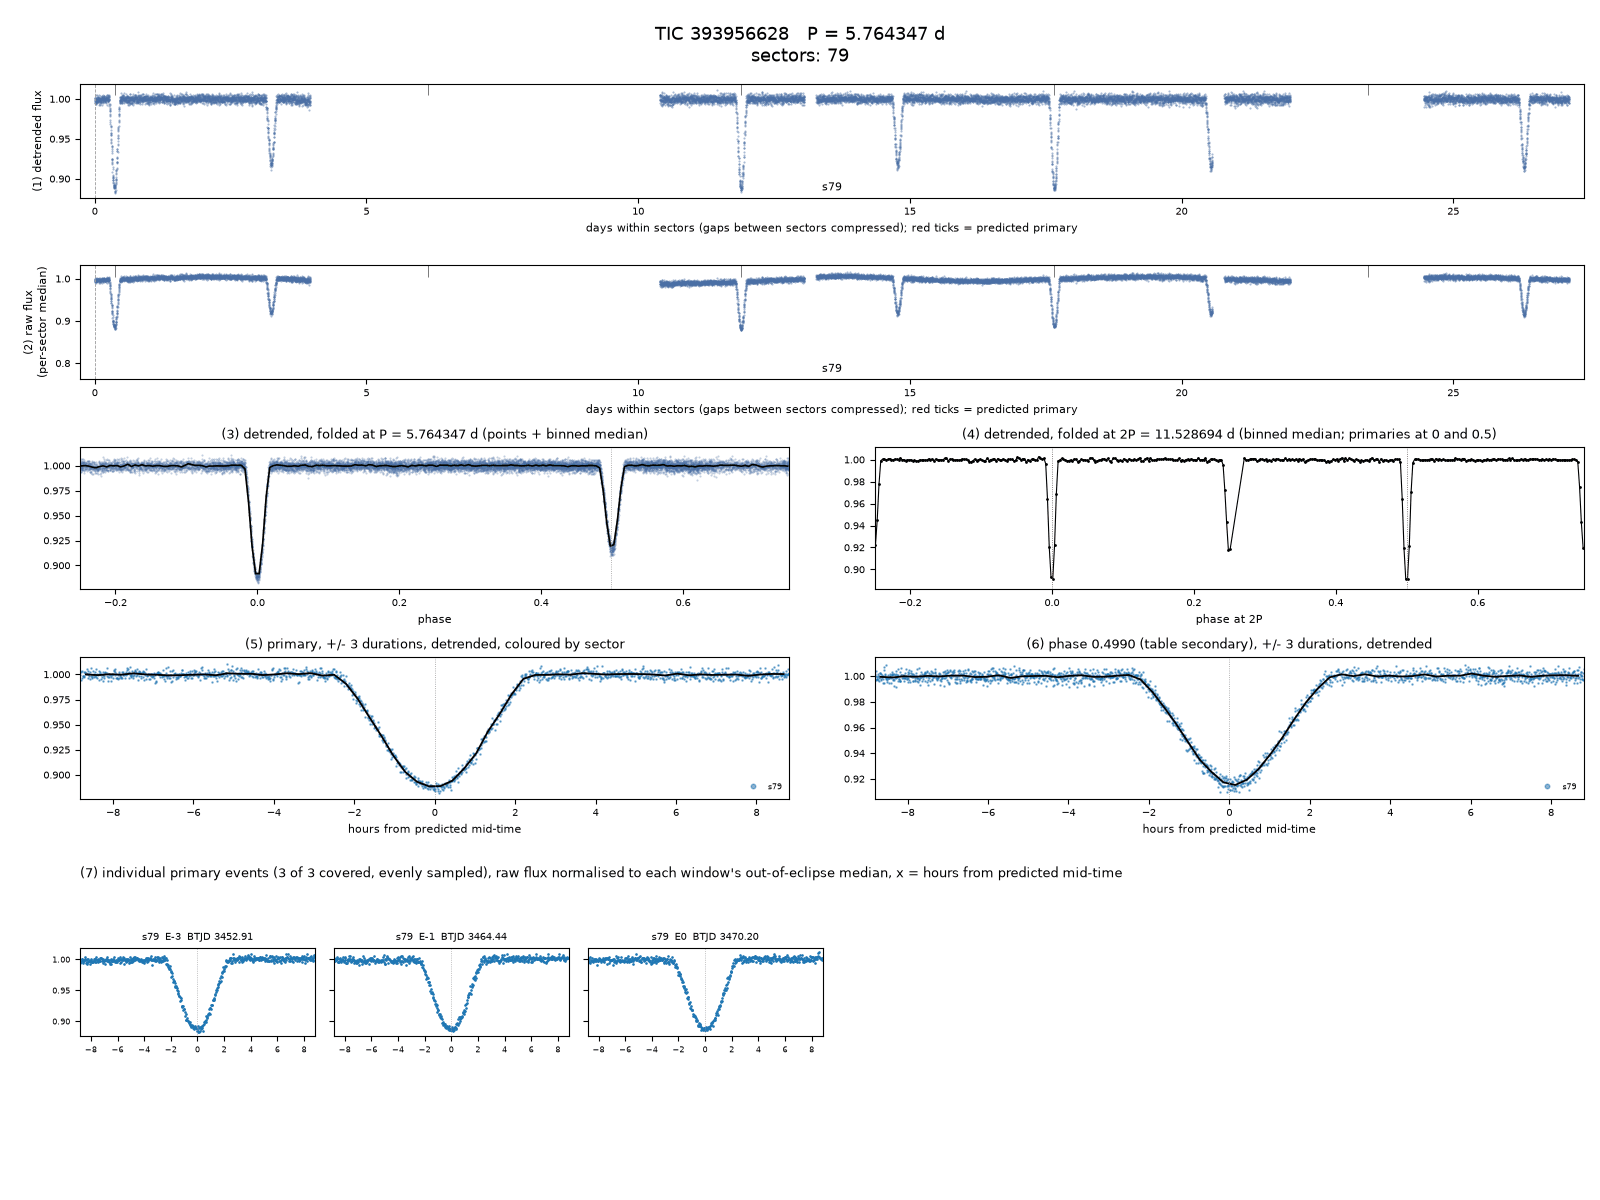 TIC 393956628   P = 5.764347 d
sectors: 79
(1) detrended flux
1.00
0.95
0.90
s79
0 5 10 15 20 25
days within sectors (gaps between sectors compressed); red ticks = predicted primary
(2) raw flux
(per-sector median)
1.0
0.9
0.8
s79
0 5 10 15 20 25
days within sectors (gaps between sectors compressed); red ticks = predicted primary
(3) detrended, folded at P = 5.764347 d (points + binned median)
1.000
0.975
0.950
0.925
0.900
−0.2 0.0 0.2 0.4 0.6
phase
(4) detrended, folded at 2P = 11.528694 d (binned median; primaries at 0 and 0.5)
1.00
0.98
0.96
0.94
0.92
0.90
−0.2 0.0 0.2 0.4 0.6
phase at 2P
(5) primary, +/- 3 durations, detrended, coloured by sector
1.000
0.975
0.950
0.925
0.900
s79
−8 −6 −4 −2 0 2 4 6 8
hours from predicted mid-time
(6) phase 0.4990 (table secondary), +/- 3 durations, detrended
1.00
0.98
0.96
0.94
0.92
s79
−8 −6 −4 −2 0 2 4 6 8
hours from predicted mid-time
(7) individual primary events (3 of 3 covered, evenly sampled), raw flux normalised to each window's out-of-eclipse median, x = hours from predicted mid-time
s79  E-3  BTJD 3452.91
1.00
0.95
0.90
−8 −6 −4 −2 0 2 4 6 8
s79  E-1  BTJD 3464.44
−8 −6 −4 −2 0 2 4 6 8
s79  E0  BTJD 3470.20
−8 −6 −4 −2 0 2 4 6 8